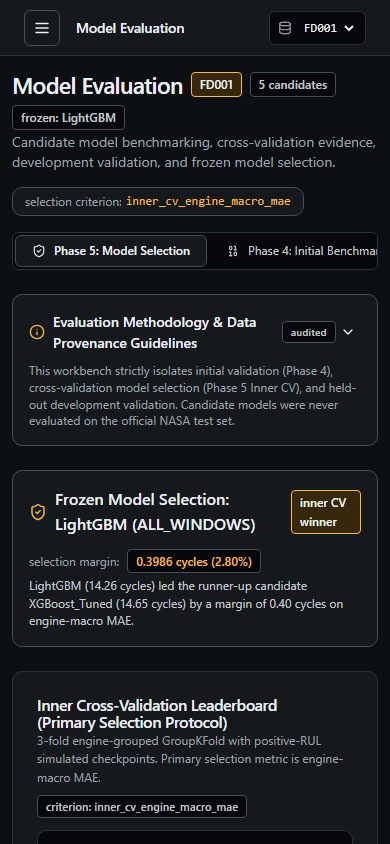 Model Evaluation
FD001
Model Evaluation
FD001
5 candidates
frozen: LightGBM
Candidate model benchmarking, cross-validation evidence,
development validation, and frozen model selection.
selection criterion: inner_cv_engine_macro_mae
Phase 5: Model Selection
Phase 4: Initial Benchmar
Evaluation Methodology & Data
Provenance Guidelines
audited
This workbench strictly isolates initial validation (Phase 4),
cross-validation model selection (Phase 5 Inner CV), and held-
out development validation. Candidate models were never
evaluated on the official NASA test set.
Frozen Model Selection:
LightGBM (ALL_WINDOWS)
inner CV
winner
selection margin: 0.3986 cycles (2.80%)
LightGBM (14.26 cycles) led the runner-up candidate
XGBoost_Tuned (14.65 cycles) by a margin of 0.40 cycles on
engine-macro MAE.
Inner Cross-Validation Leaderboard
(Primary Selection Protocol)
3-fold engine-grouped GroupKFold with positive-RUL
simulated checkpoints. Primary selection metric is engine-
macro MAE.
criterion: inner_cv_engine_macro_mae